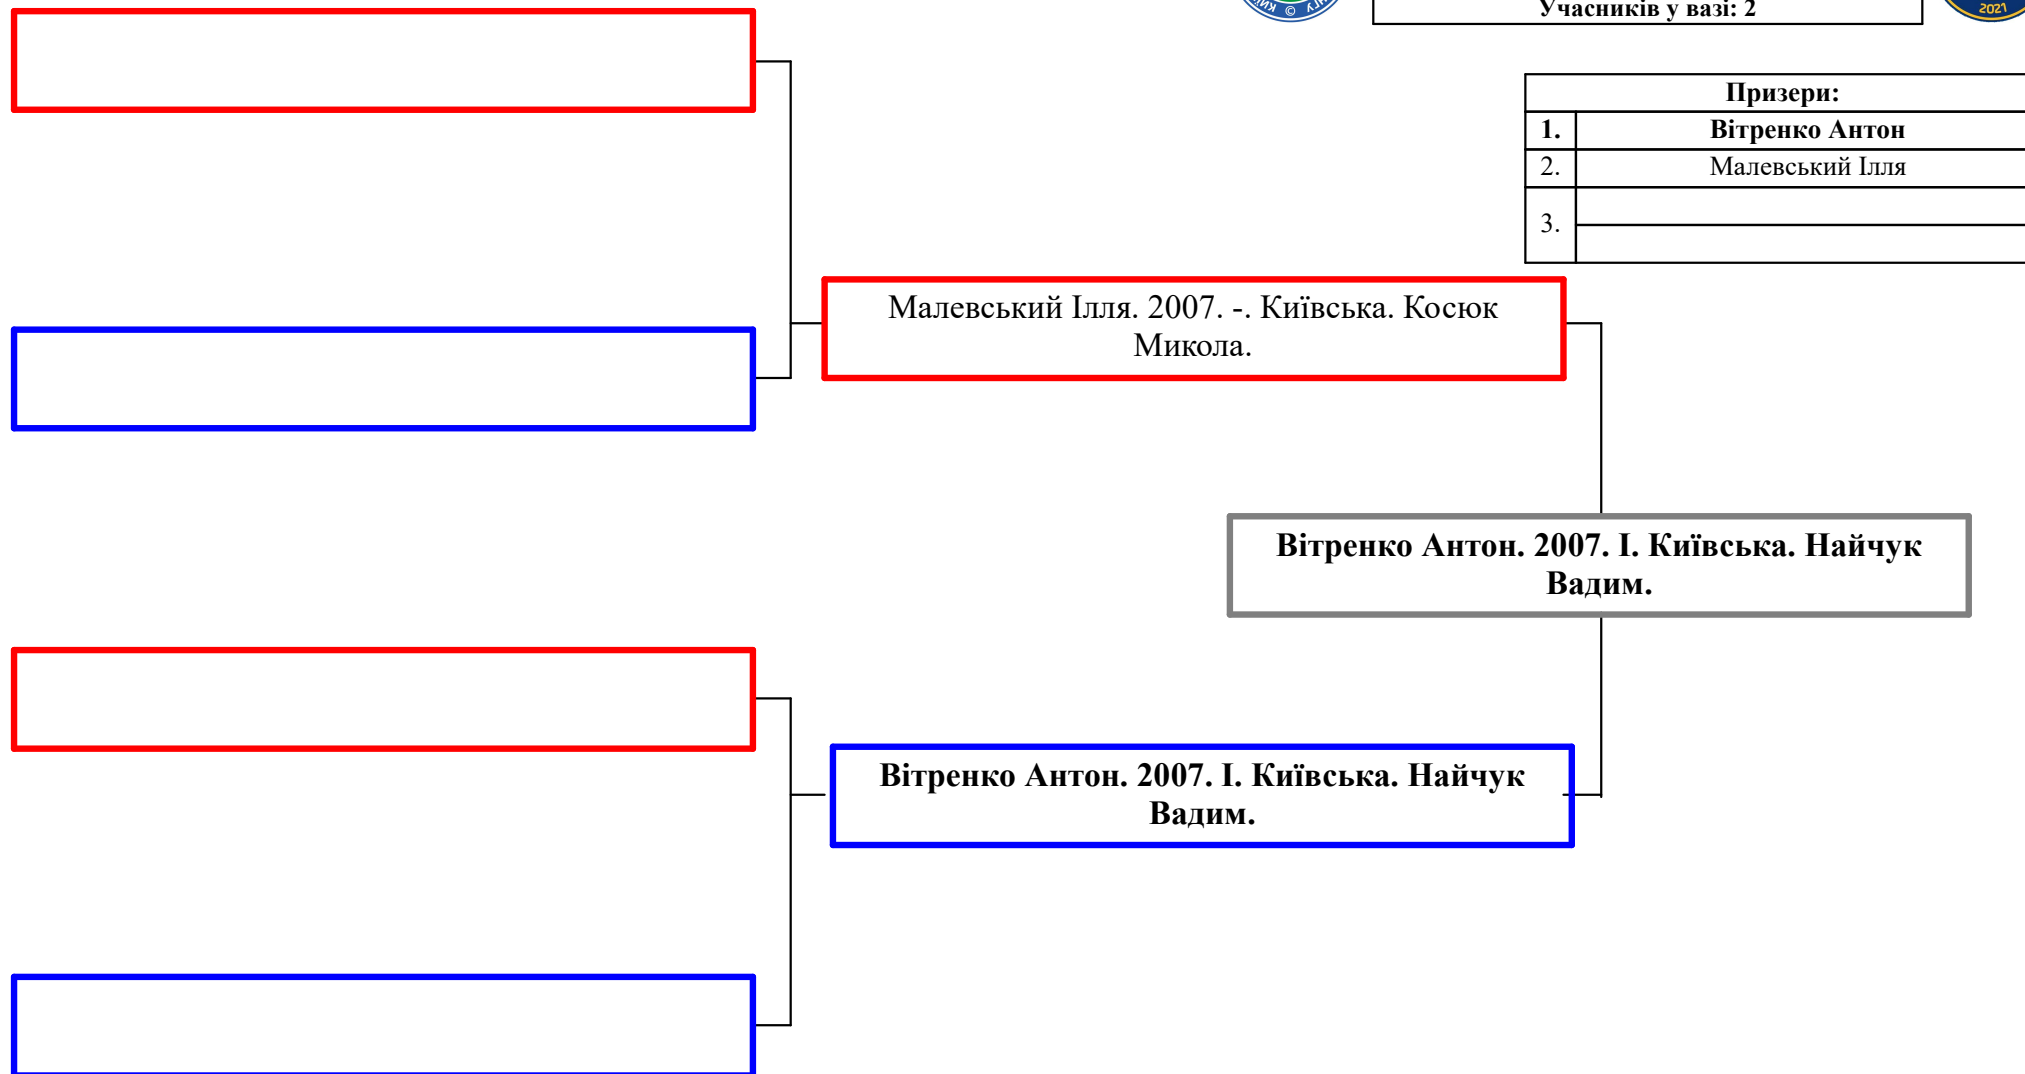 Учасників у вазі: 2
2021
Призери:
1. Вітренко Антон
2. Малевський Ілля
3.
Малевський Ілля. 2007. -. Київська. Косюк
Микола.
Вітренко Антон. 2007. І. Київська. Найчук
Вадим.
Вітренко Антон. 2007. І. Київська. Найчук
Вадим.